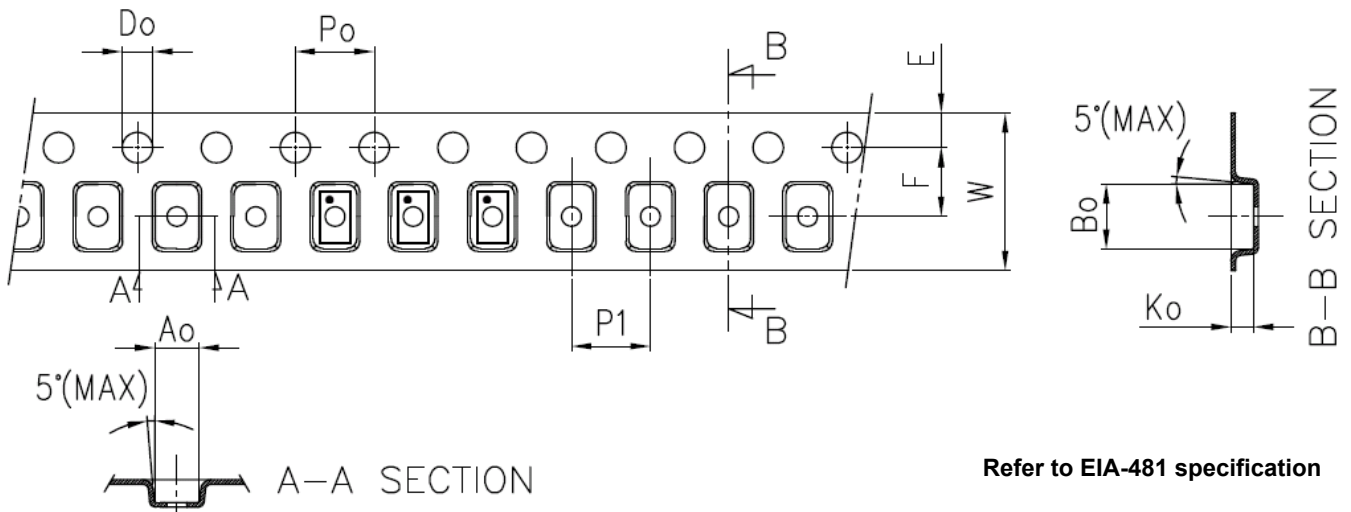 Do
Po
B
E
F
W
A
A
P1
B
Ao
5°(MAX)
A–A SECTION
5°(MAX)
Bo
Ko
B–B SECTION
Refer to EIA-481 specification